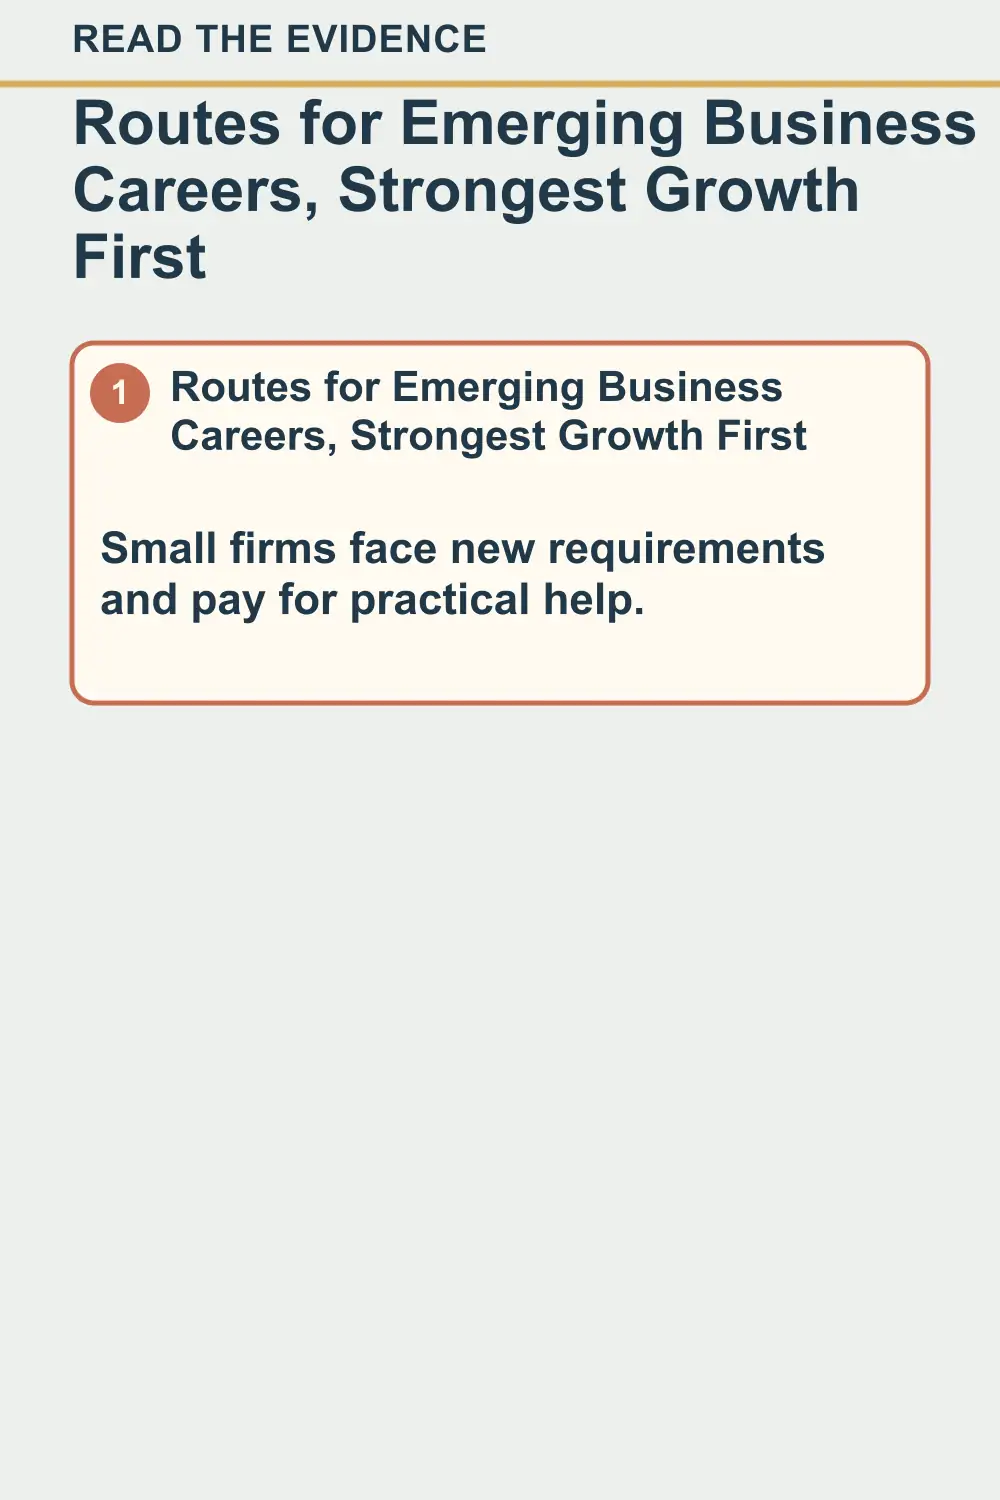 READ THE EVIDENCE
Routes for Emerging Business
Careers, Strongest Growth
First
1
Routes for Emerging Business
Careers, Strongest Growth First
Small firms face new requirements
and pay for practical help.